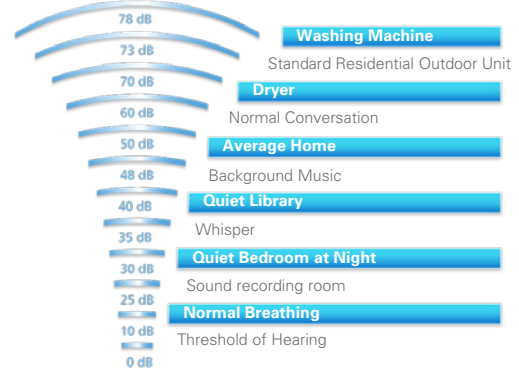 78 dB
Washing Machine
73 dB
Standard Residential Outdoor Unit
70 dB
Dryer
60 dB
Normal Conversation
50 dB
Average Home
48 dB
Background Music
40 dB
Quiet Library
35 dB
Whisper
30 dB
Quiet Bedroom at Night
25 dB
Sound recording room
10 dB
Normal Breathing
0 dB
Threshold of Hearing